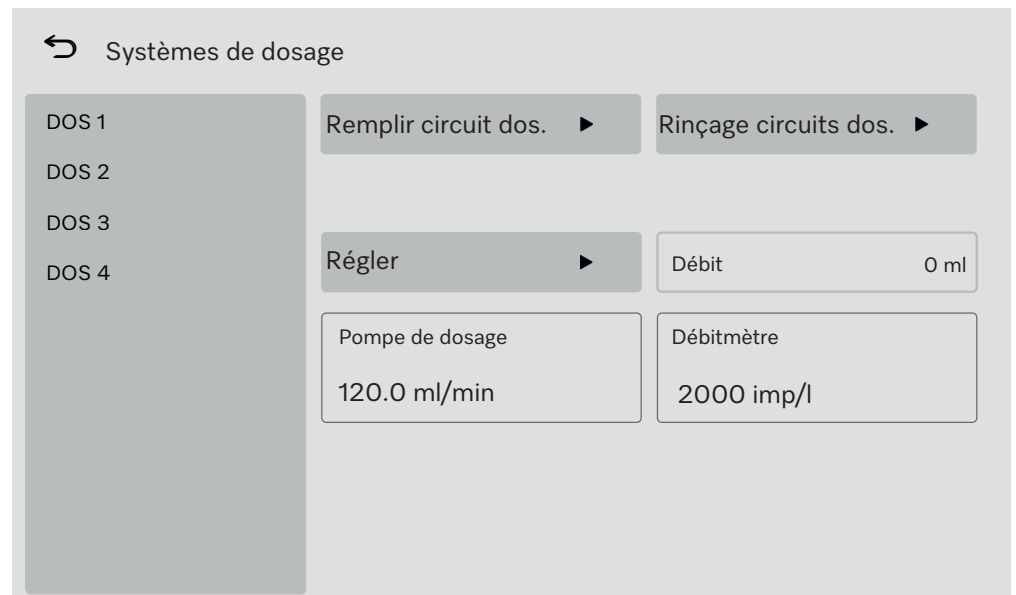 Systèmes de dosage
DOS 1
DOS 2
DOS 3
DOS 4
Remplir circuit dos.
Rinçage circuits dos.
Régler
Débit 0 ml
Pompe de dosage
120.0 ml/min
Débitmètre
2000 imp/l